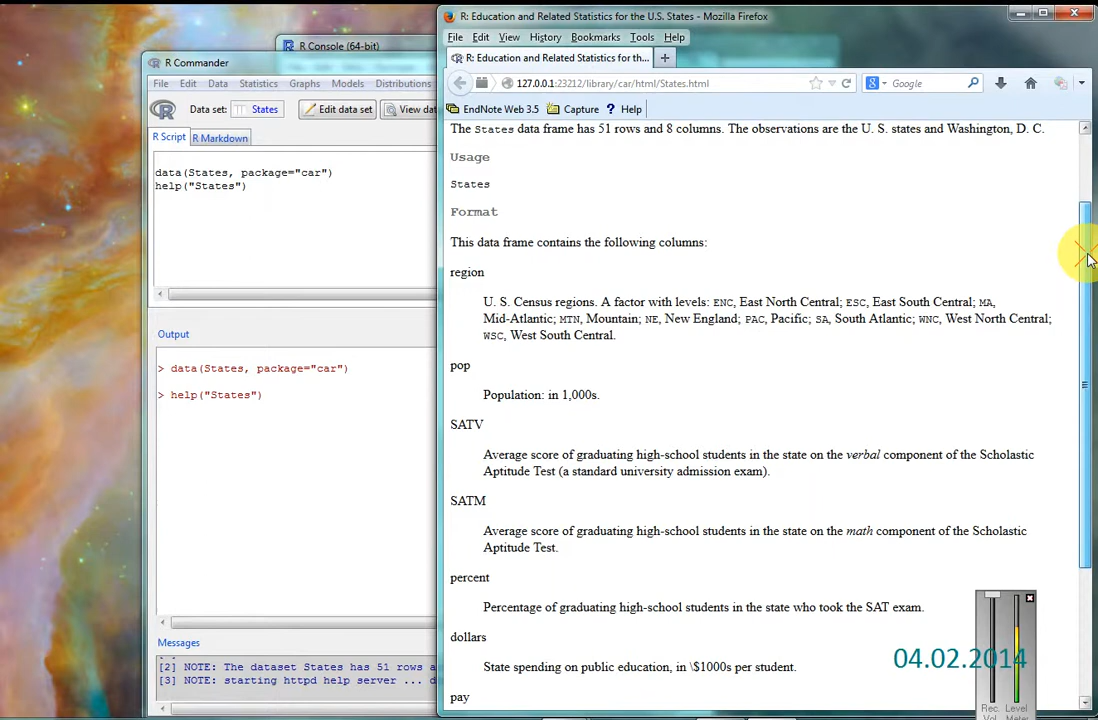 R: Education and Related Statistics for the U.S. States - Mozilla Firefox
File Edit View History Bookmarks Tools Help
R: Education and Related Statistics for th...
127.0.0.1:23212/library/car/html/States.html
Google
EndNote Web 3.5 Capture ? Help
R Console (64-bit)
R Commander
File Edit Data Statistics Graphs Models Distributions
Data set: States Edit data set View dat
R Script R Markdown
data(States, package="car")
help("States")
Output
> data(States, package="car")
> help("States")
Messages
[2] NOTE: The dataset States has 51 rows a
[3] NOTE: starting httpd help server ... d
The States data frame has 51 rows and 8 columns. The observations are the U. S. states and Washington, D. C.
Usage
States
Format
This data frame contains the following columns:
region
U. S. Census regions. A factor with levels: ENC, East North Central; ESC, East South Central; MA,
Mid-Atlantic; MTN, Mountain; NE, New England; PAC, Pacific; SA, South Atlantic; WNC, West North Central;
WSC, West South Central.
pop
Population: in 1,000s.
SATV
Average score of graduating high-school students in the state on the verbal component of the Scholastic
Aptitude Test (a standard university admission exam).
SATM
Average score of graduating high-school students in the state on the math component of the Scholastic
Aptitude Test.
percent
Percentage of graduating high-school students in the state who took the SAT exam.
dollars
State spending on public education, in \$1000s per student.
pay
04.02.2014
Rec. Level
Vol Meter